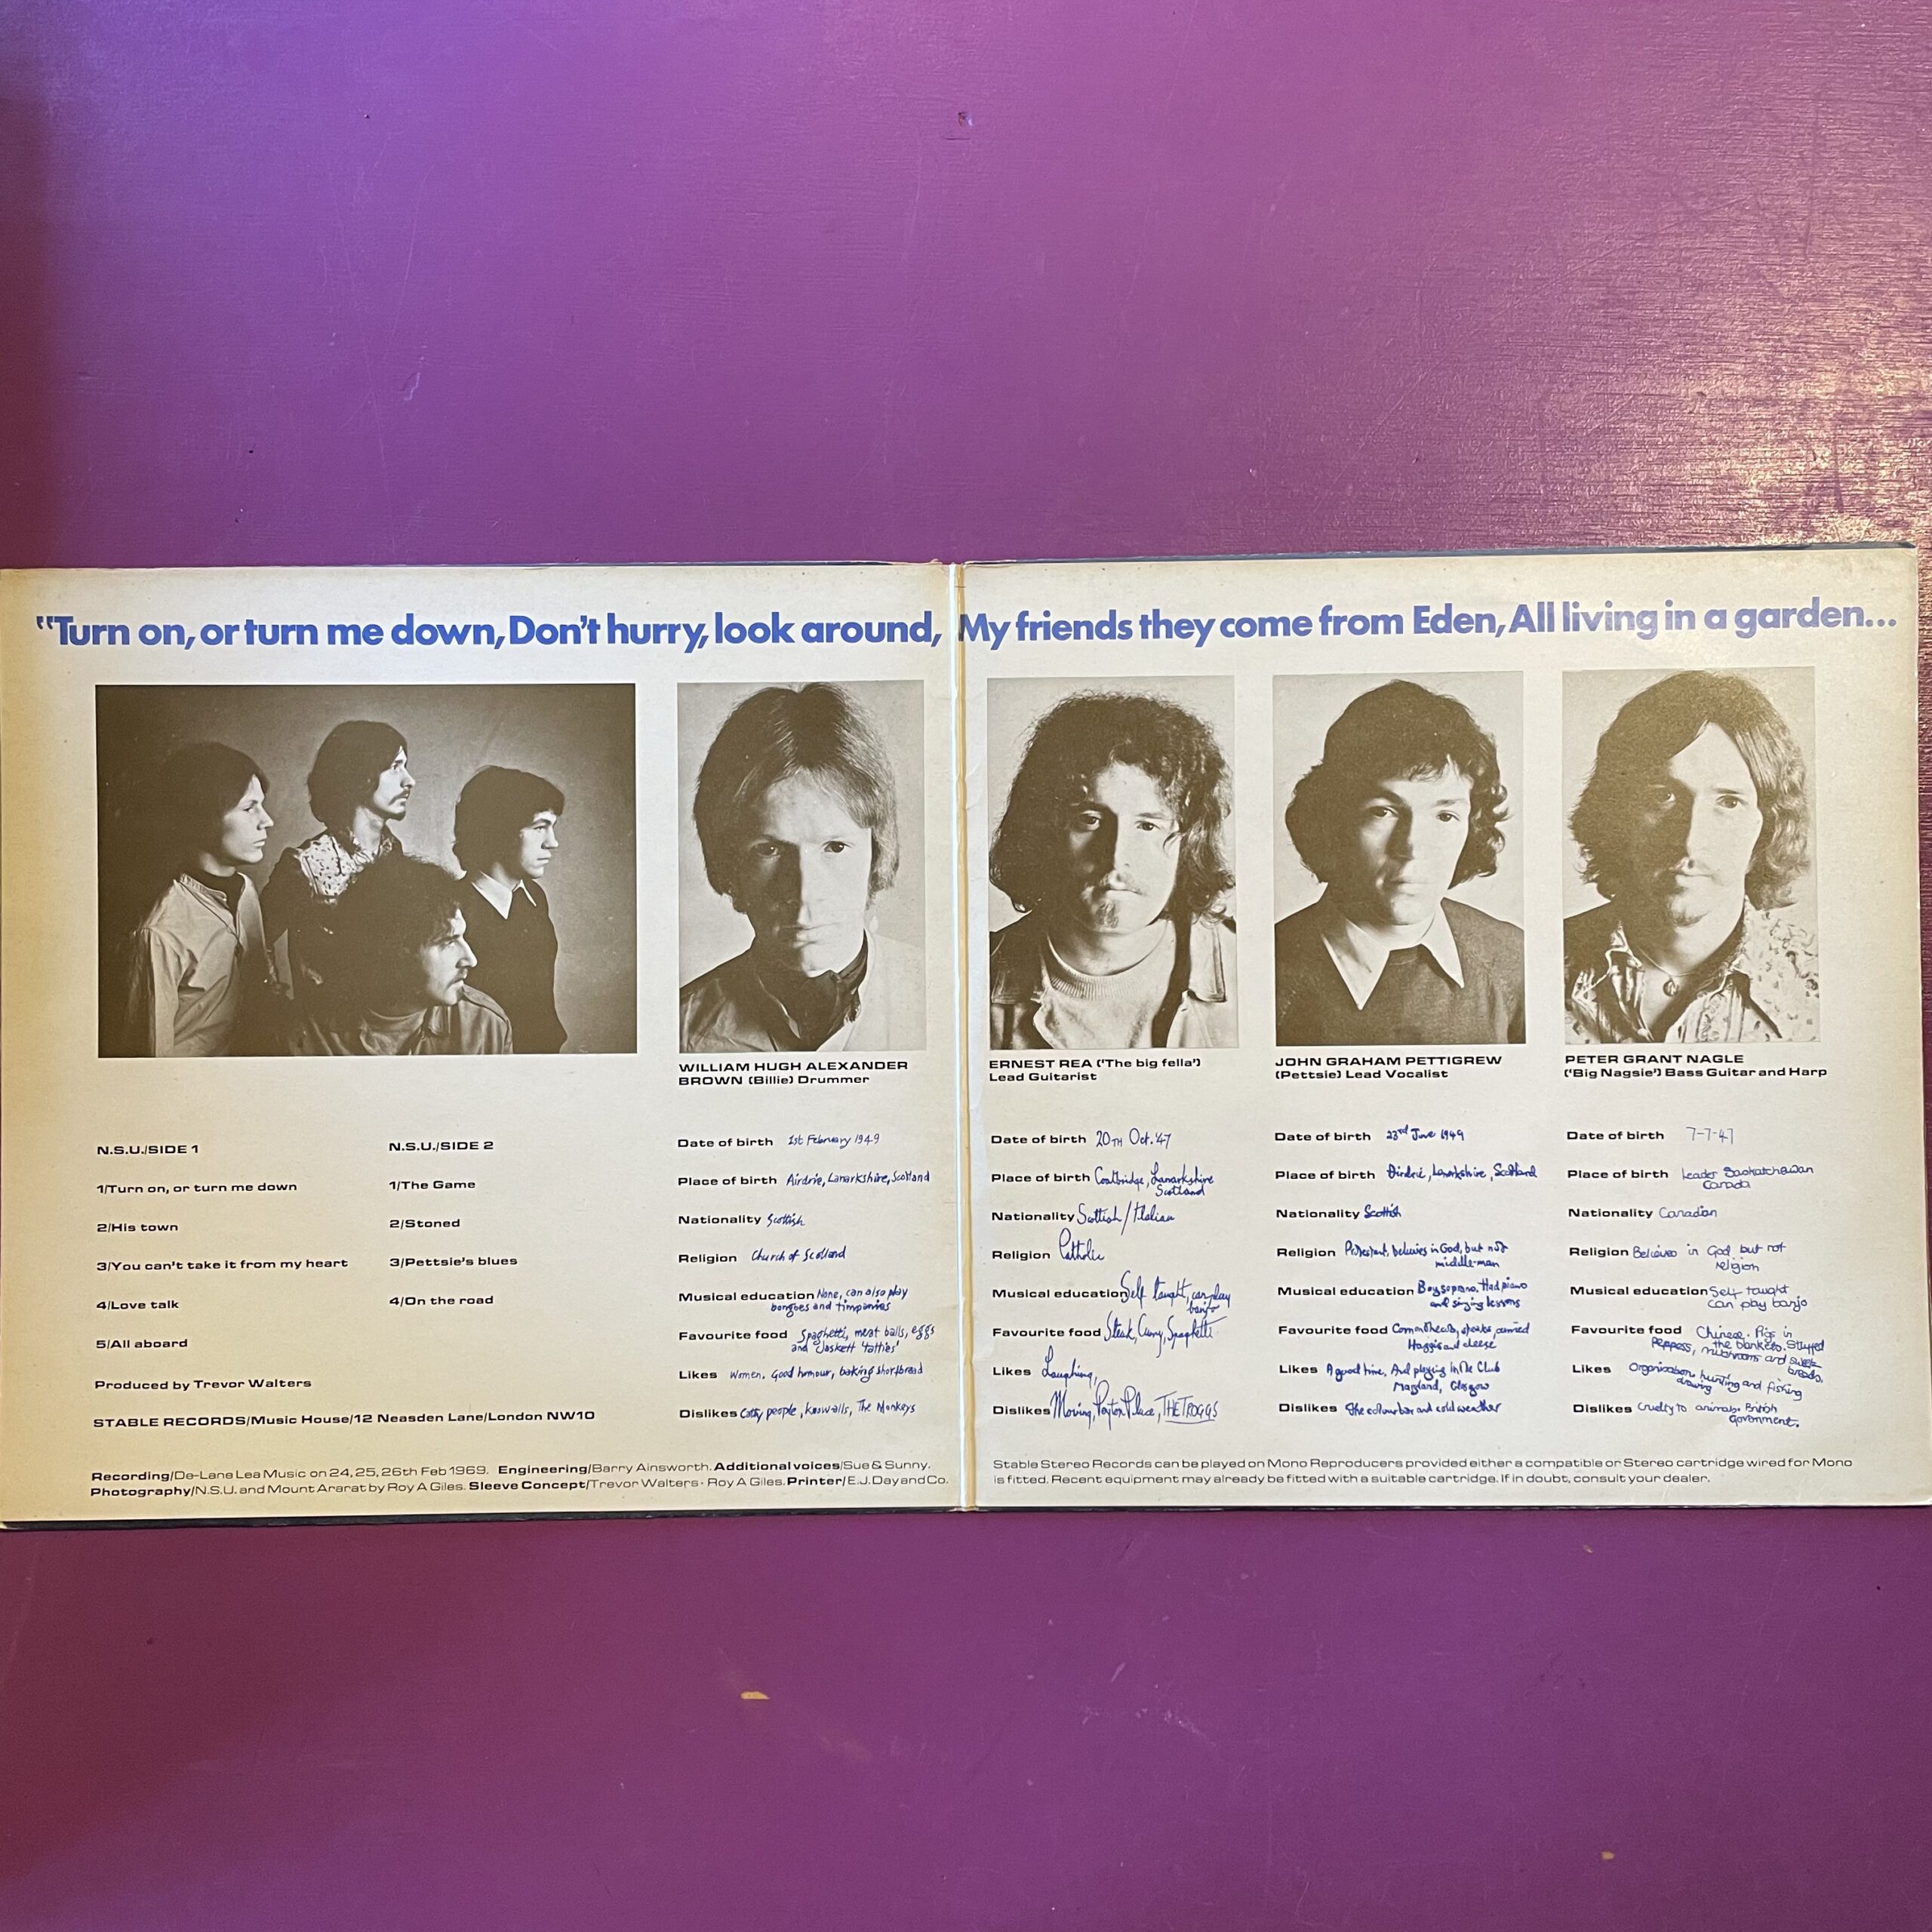 "Turn on, or turn me down, Don't hurry, look around, My friends they come from Eden, All living in a garden...
WILLIAM HUGH ALEXANDER
BROWN (Billie) Drummer
ERNEST REA ('The big fella')
Lead Guitarist
JOHN GRAHAM PETTIGREW
(Pettsie) Lead Vocalist
PETER GRANT NAGLE
('Big Nagsie') Bass Guitar and Harp
N.S.U./SIDE 1
1/Turn on, or turn me down
2/His town
3/You can't take it from my heart
4/Love talk
5/All aboard
Produced by Trevor Walters
STABLE RECORDS/Music House/12 Neasden Lane/London NW10
N.S.U./SIDE 2
1/The Game
2/Stoned
3/Pettsie's blues
4/On the road
Date of birth 1st February 1949
Place of birth Airdrie, Lanarkshire, Scotland
Nationality Scottish
Religion Church of Scotland
Musical education None, can also play
bongoes and timpanies
Favourite food Spaghetti, meat balls, eggs
and 'Joskett 'tatties'
Likes Women, Good humour, baking shortbread
Dislikes Catty people, knowalls, The Monkeys
Date of birth 20TH Oct. '47
Place of birth Coatbridge, Lanarkshire
Scotland
Nationality Scottish/Italian
Religion Catholic
Musical education Self taught, can play
banjo
Favourite food Steak, Curry, Spaghetti
Likes Laughing,
Dislikes Moving, Payton Place, THE TROGGS
Date of birth 23rd June 1949
Place of birth Airdrie, Lanarkshire, Scotland
Nationality Scottish
Religion Protestant, believes in God, but not
middle-man
Musical education Boy soprano. Had piano
and singing lessons
Favourite food steaks, curried
Haggis and cheese
Likes A good time. And playing in the Club
Maryland, Glasgow
Dislikes The colour bar and cold weather
Date of birth 7-7-47
Place of birth Leader Saskatchewan
Canada
Nationality Canadian
Religion Believes in God but not
religion
Musical education Self taught
Can play banjo
Favourite food Chinese. Pigs in
the blankets. Stuffed
Peppers, mushrooms and sweet
breads.
Likes Organisation, hunting and fishing
drawing
Dislikes Cruelty to animals. British
Government.
Recording/De-Lane Lea Music on 24, 25, 26th Feb 1969. Engineering/Barry Ainsworth. Additional voices/Sue & Sunny.
Photography/N.S.U. and Mount Ararat by Roy A Giles. Sleeve Concept/Trevor Walters - Roy A Giles. Printer/E.J. Day and Co.
Stable Stereo Records can be played on Mono Reproducers provided either a compatible or Stereo cartridge wired for Mono
is fitted. Recent equipment may already be fitted with a suitable cartridge. If in doubt, consult your dealer.